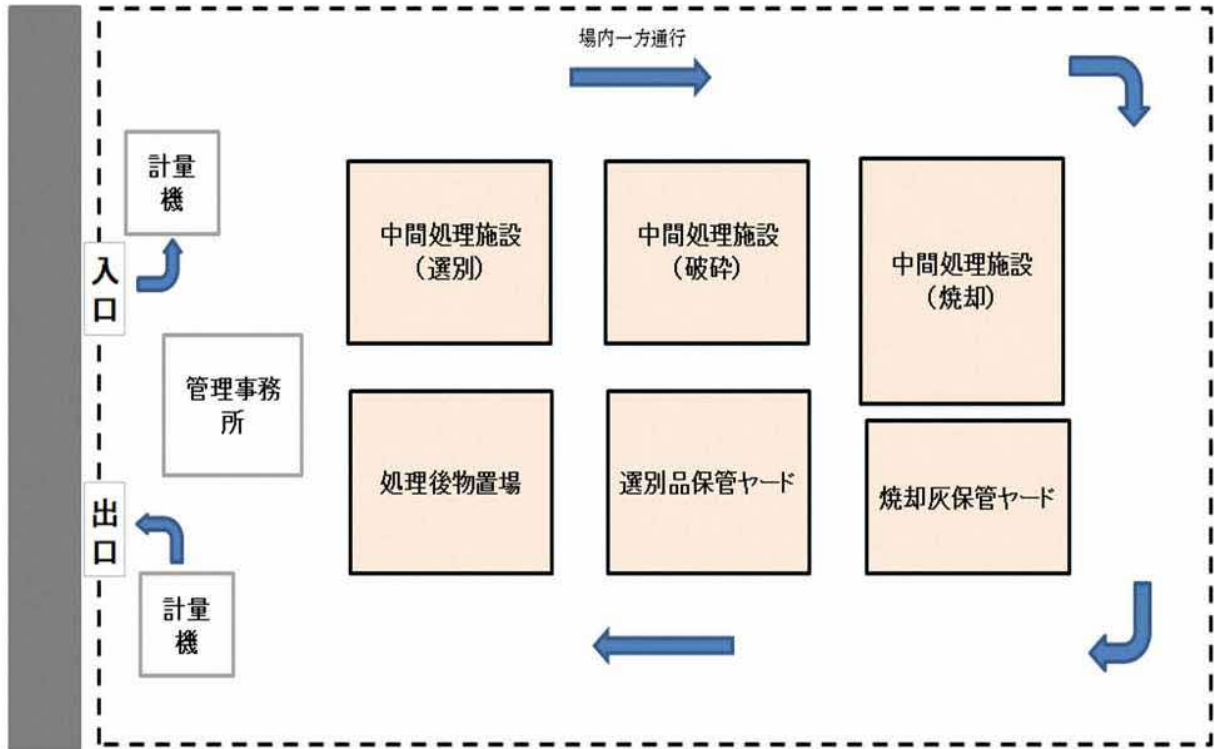 場内一方通行
計量
機
入
口
中間処理施設
（選別）
中間処理施設
（破砕）
中間処理施設
（焼却）
管理事務
所
処理後物置場
選別品保管ヤード
焼却灰保管ヤード
出
口
計量
機